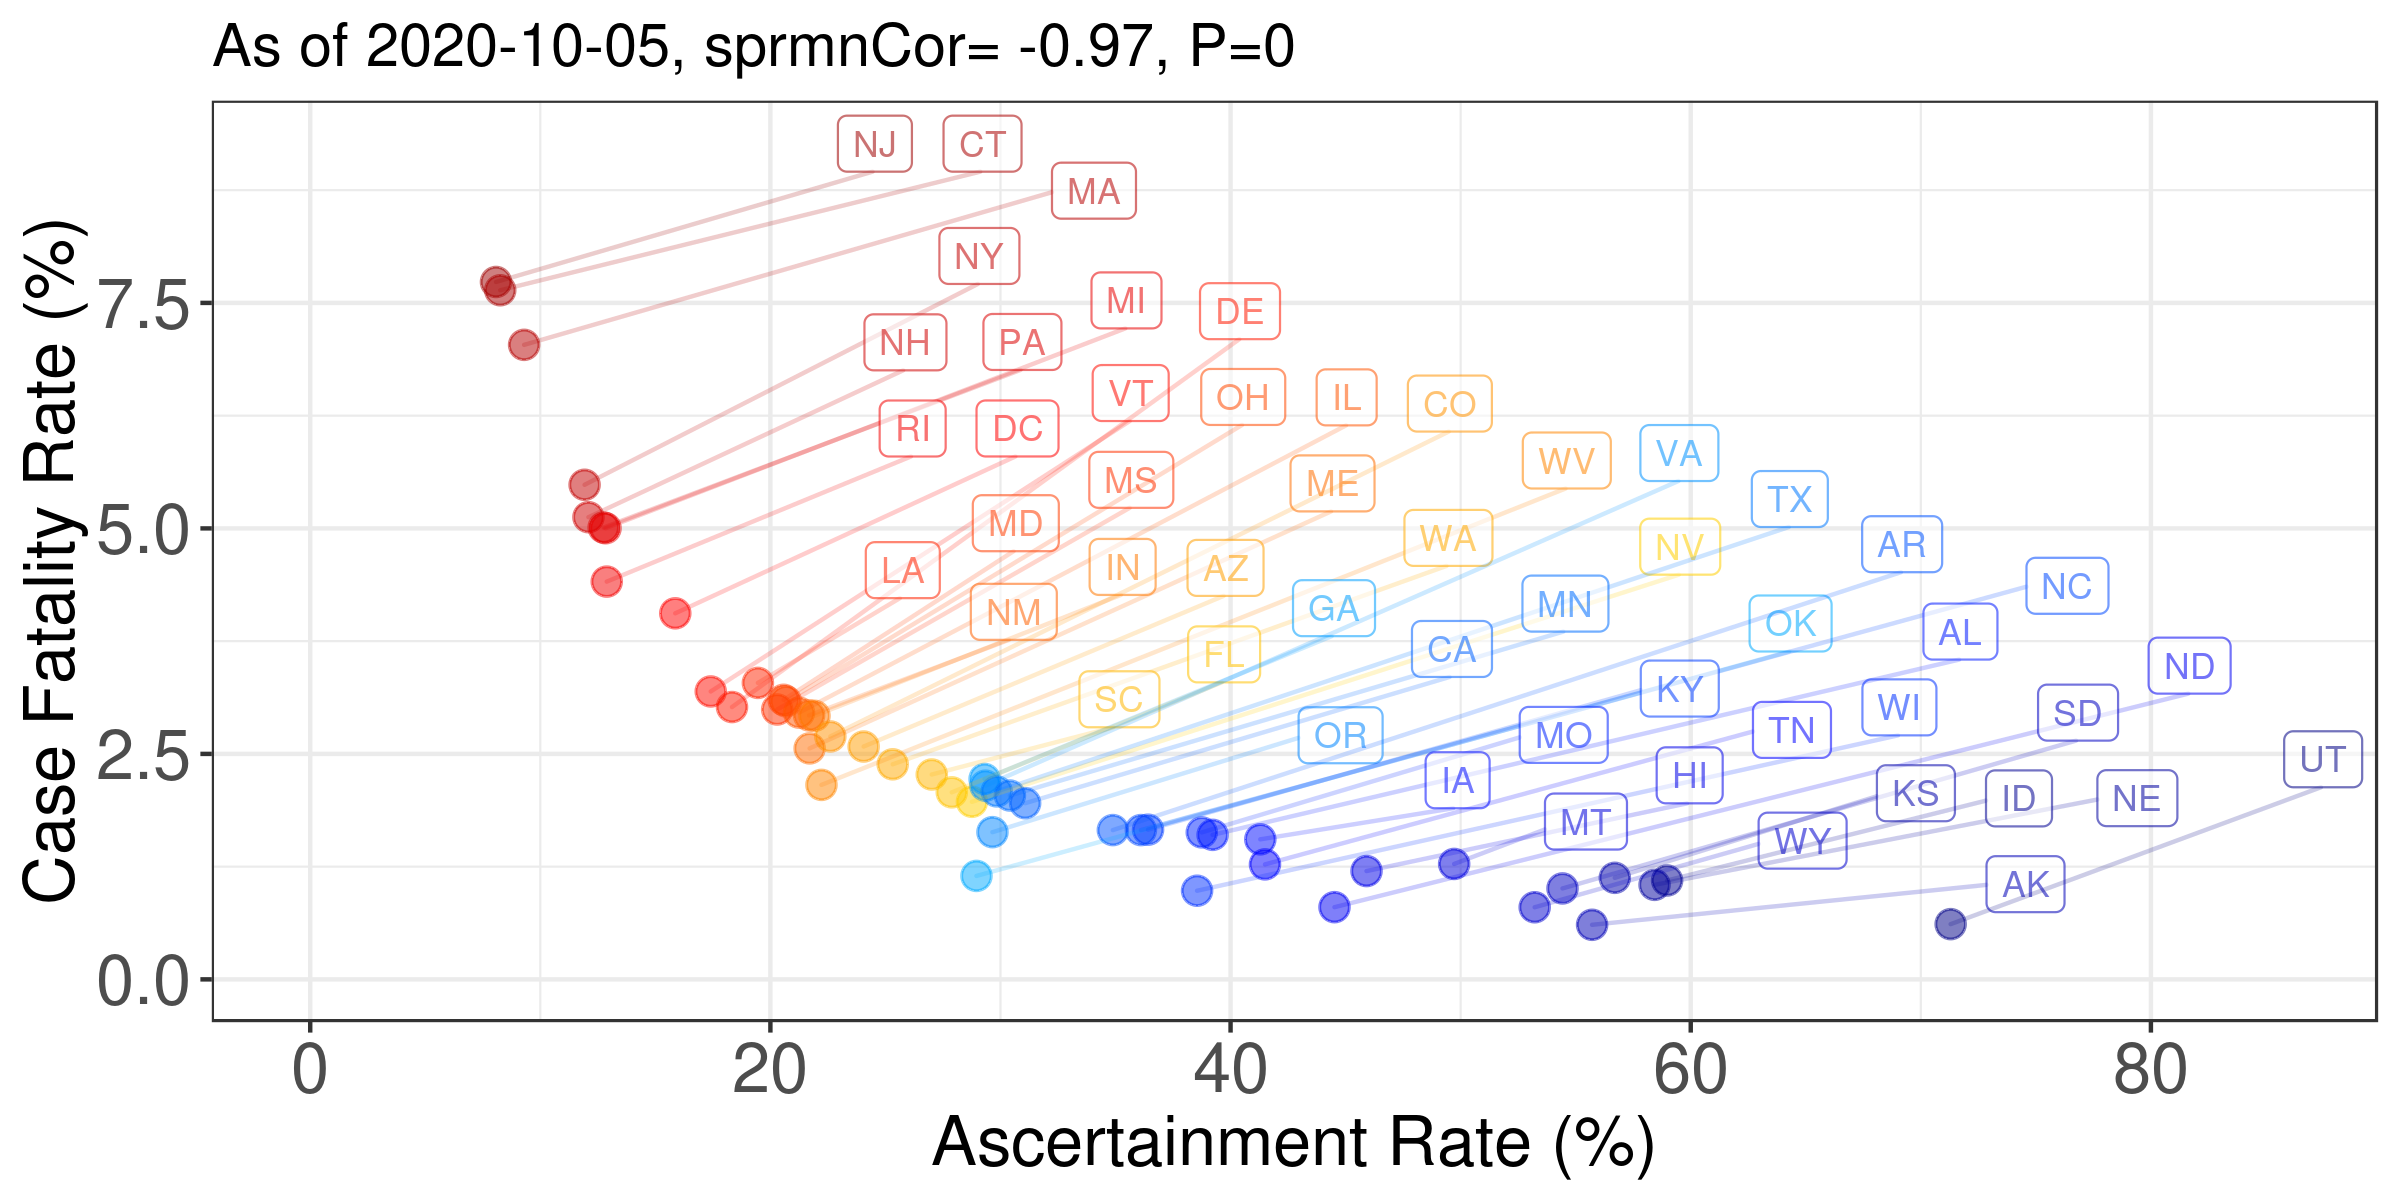 As of 2020-10-05, sprmnCor= -0.97, P=0
NJ CT
MA
NY
MI DE
NH PA
VT OH IL CO
RI DC
WV VA
MS ME TX
MD WA NV AR
LA IN AZ NC
NM GA MN OK AL
FL CA ND
SC KY WI SD
OR MO TN
IA HI UT
KS ID NE
MT WY
AK
7.5
5.0
2.5
0.0
Case Fatality Rate (%)
0 20 40 60 80
Ascertainment Rate (%)